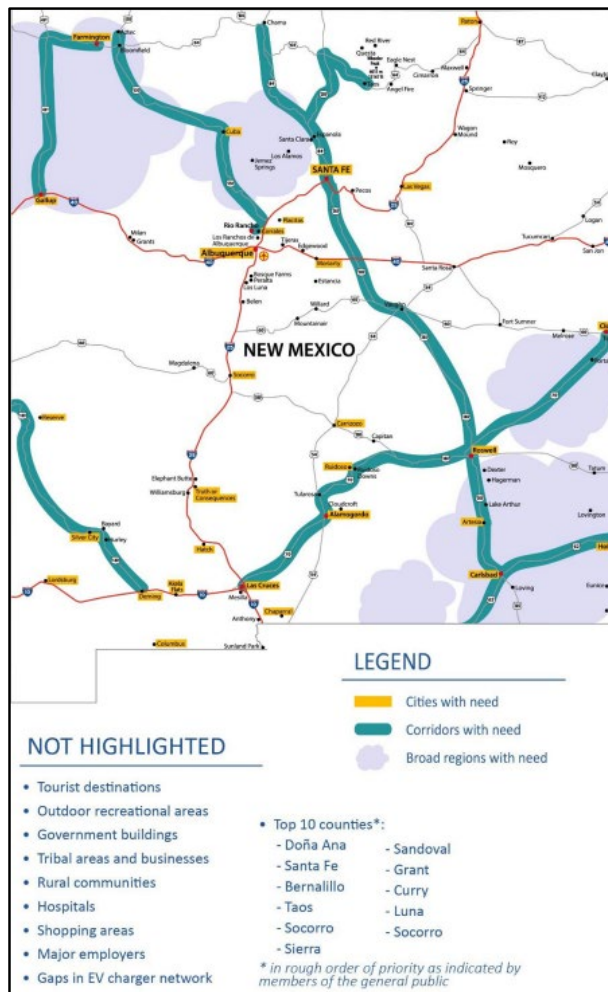 Chama
Raton
Aztec
Farmington
Bloomfield
Red River
Questa
Eagle Nest
Maxwell
Cimarron
Taos
Angel Fire
Springer
Wagon
Mound
Roy
Mosquero
Cuba
Santa Clara
Espanola
Los Alamos
Jemez
Springs
SANTA FE
Pecos
Las Vegas
Gallup
Logan
Rio Rancho
Placitas
Corrales
Milan
Grants
Los Ranchos de
Albuquerque
Tucumcari
San Jon
Albuquerque
Tijeras
Edgewood
Moriarty
Santa Rosa
Bosque Farms
Peralta
Los Luna
Estancia
Belen
Willard
Mountainair
Vaughn
Fort Sumner
Melrose
NEW MEXICO
Magdalena
Socorro
Reserve
Carrizozo
Capitan
Roswell
Ruidoso
Ruidoso
Downs
Dexter
Hagerman
Tatum
Elephant Butte
Williamsburg
Truth or
Consequences
Tularosa
Cloudcroft
Lake Arthur
Lovington
Bayard
Silver City
Hurley
Alamogordo
Artesia
Hatch
Lordsburg
Deming
Las Cruces
Mesilla
Carlsbad
Loving
Eunice
Anthony
Chaparral
Columbus
Sunland Park
LEGEND
Cities with need
Corridors with need
Broad regions with need
NOT HIGHLIGHTED
• Tourist destinations
• Outdoor recreational areas
• Government buildings
• Tribal areas and businesses
• Rural communities
• Hospitals
• Shopping areas
• Major employers
• Gaps in EV charger network
• Top 10 counties*:
- Doña Ana
- Santa Fe
- Bernalillo
- Taos
- Socorro
- Sierra
- Sandoval
- Grant
- Curry
- Luna
- Socorro
* in rough order of priority as indicated by
members of the general public